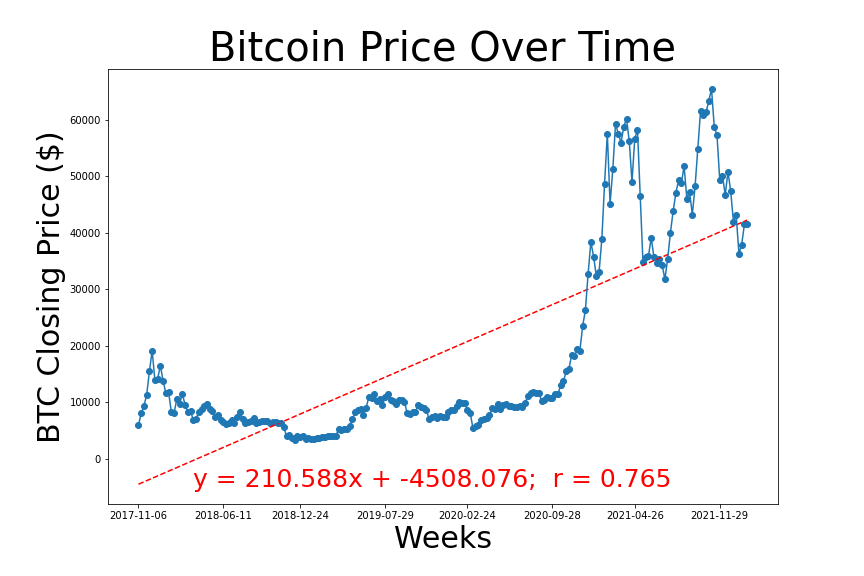 Bitcoin Price Over Time
BTC Closing Price ($)
60000
50000
40000
30000
20000
10000
0
y = 210.588x + -4508.076;  r = 0.765
2017-11-06 2018-06-11 2018-12-24 2019-07-29 2020-02-24 2020-09-28 2021-04-26 2021-11-29
Weeks